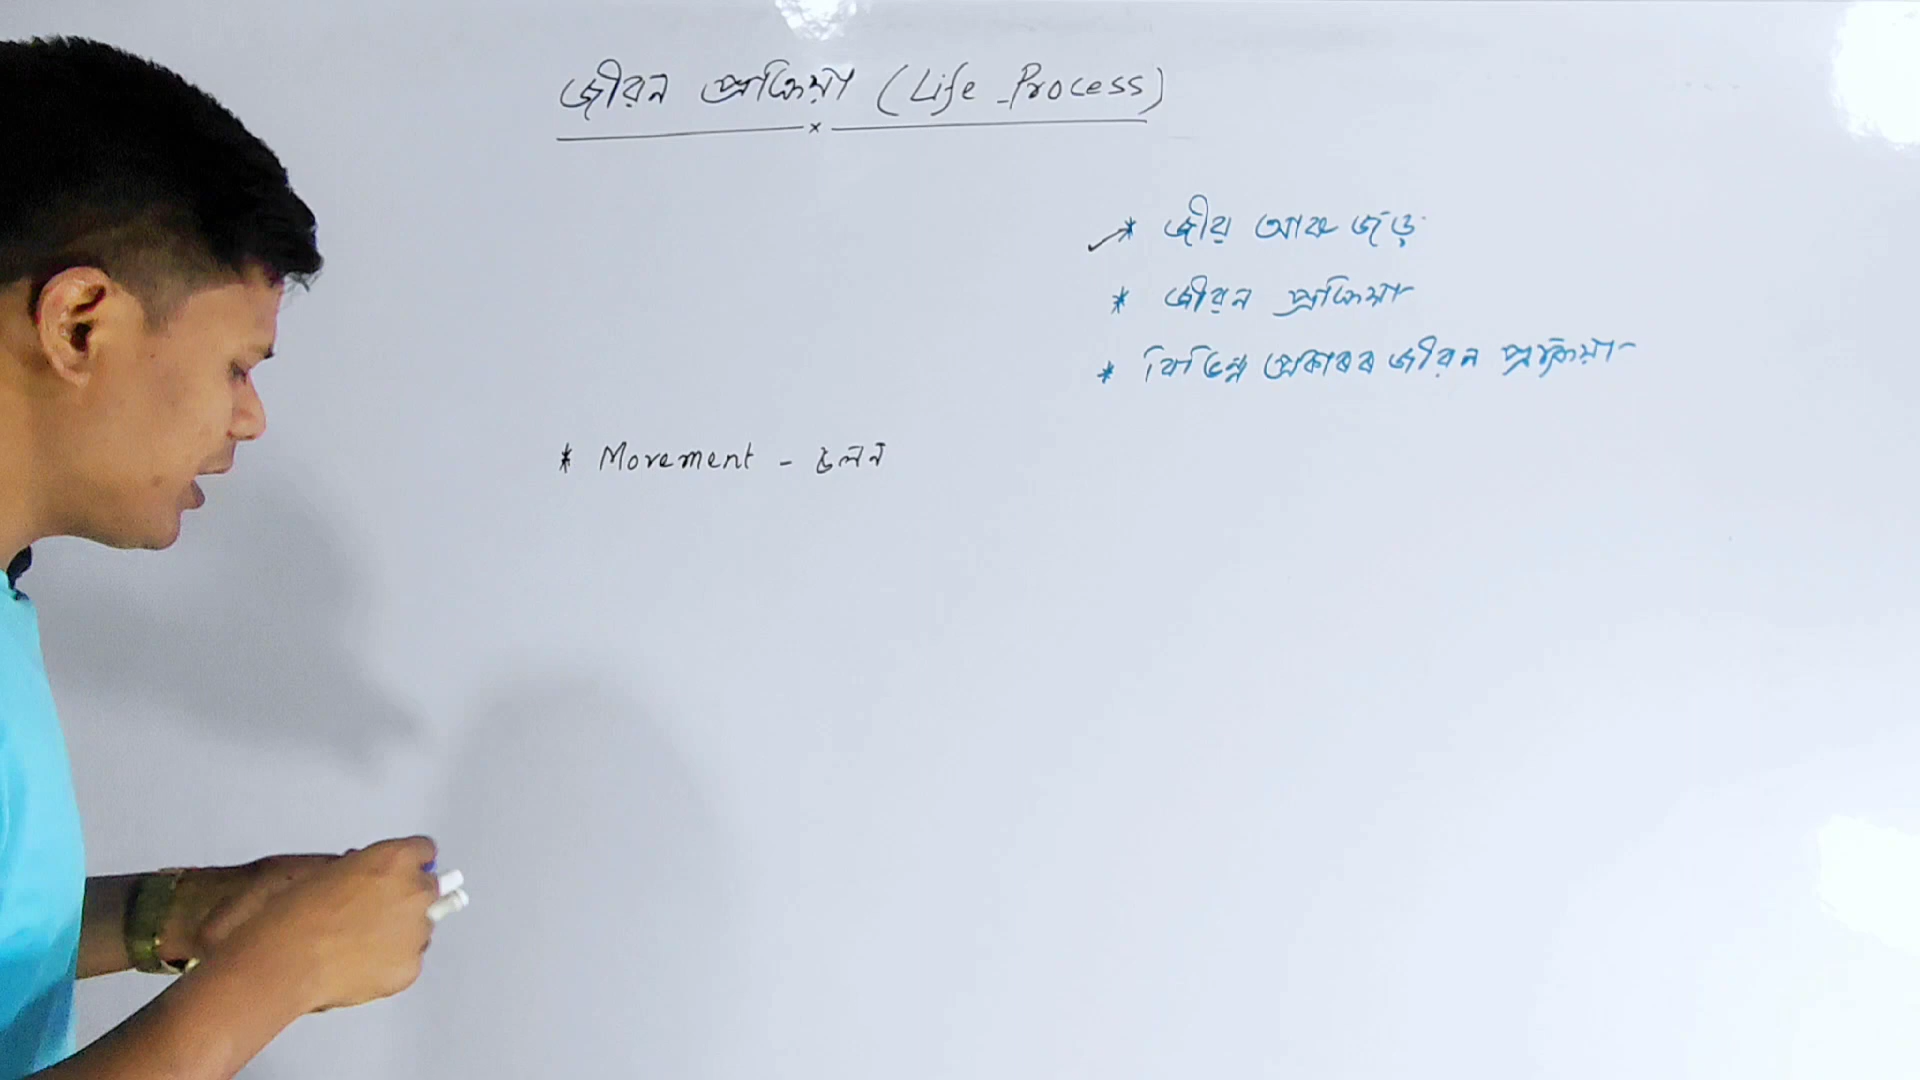 জীৱন প্ৰক্ৰিয়া (Life Process)
* জীৱ আৰু জড়
* জীৱন প্ৰক্ৰিয়া
* বিভিন্ন প্ৰকাৰৰ জীৱন প্ৰক্ৰিয়া
* Movement - চলন